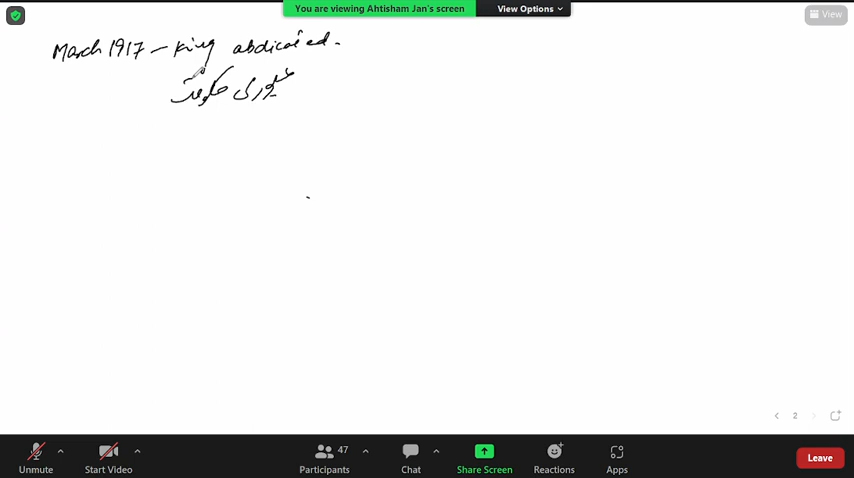 You are viewing Ahtisham Jan's screen
View Options
View
March 1917 - King abdicated.
عبوری حکومت
2
Unmute
Start Video
47
Participants
Chat
Share Screen
Reactions
Apps
Leave